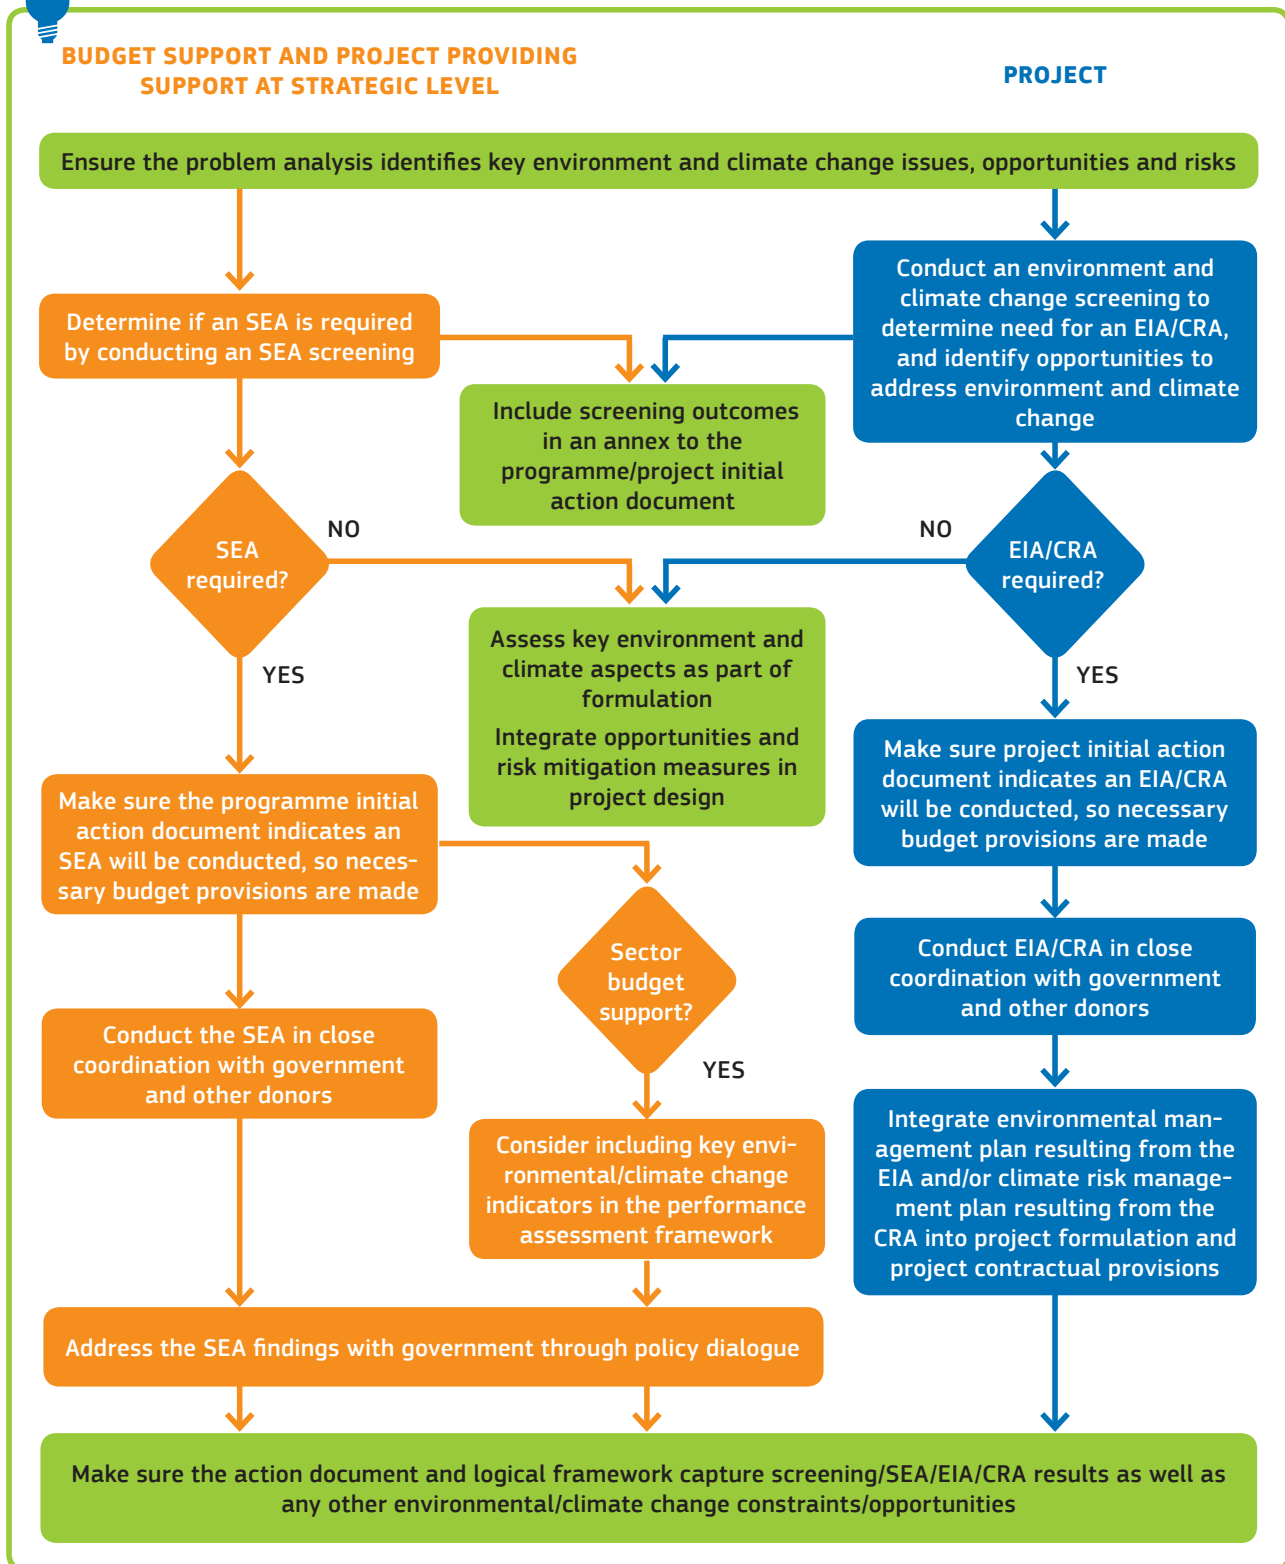 BUDGET SUPPORT AND PROJECT PROVIDING
SUPPORT AT STRATEGIC LEVEL
PROJECT
Ensure the problem analysis identifies key environment and climate change issues, opportunities and risks
Determine if an SEA is required
by conducting an SEA screening
Conduct an environment and
climate change screening to
determine need for an EIA/CRA,
and identify opportunities to
address environment and climate
change
Include screening outcomes
in an annex to the
programme/project initial
action document
SEA
required?
NO
YES
NO
EIA/CRA
required?
YES
Assess key environment and
climate aspects as part of
formulation
Integrate opportunities and
risk mitigation measures in
project design
Make sure the programme initial
action document indicates an
SEA will be conducted, so neces-
sary budget provisions are made
Make sure project initial action
document indicates an EIA/CRA
will be conducted, so necessary
budget provisions are made
Sector
budget
support?
YES
Conduct EIA/CRA in close
coordination with government
and other donors
Conduct the SEA in close
coordination with government
and other donors
Consider including key envi-
ronmental/climate change
indicators in the performance
assessment framework
Integrate environmental man-
agement plan resulting from the
EIA and/or climate risk manage-
ment plan resulting from the
CRA into project formulation and
project contractual provisions
Address the SEA findings with government through policy dialogue
Make sure the action document and logical framework capture screening/SEA/EIA/CRA results as well as
any other environmental/climate change constraints/opportunities